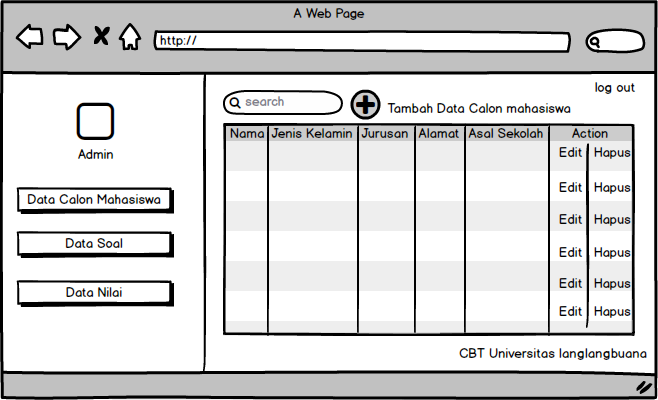 A Web Page
http://
log out
search
Tambah Data Calon mahasiswa
Admin
Data Calon Mahasiswa
Data Soal
Data Nilai
Nama Jenis Kelamin Jurusan Alamat Asal Sekolah Action
Edit Hapus
Edit Hapus
Edit Hapus
Edit Hapus
Edit Hapus
Edit Hapus
CBT Universitas langlangbuana